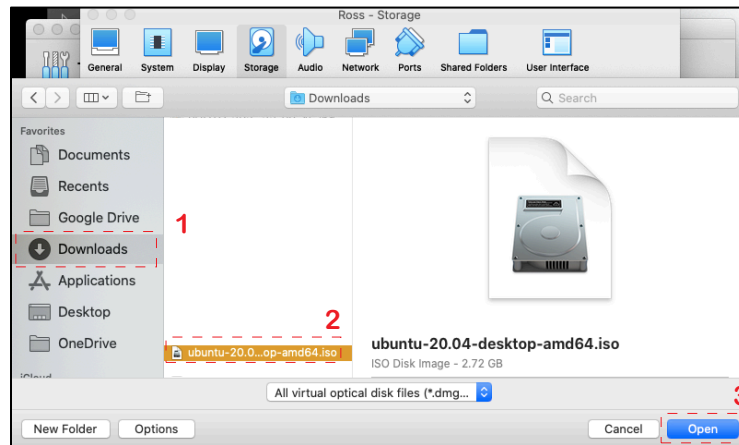 Ross - Storage
General System Display Storage Audio Network Ports Shared Folders User Interface
Downloads
Search
Favorites
Documents
Recents
Google Drive
1
Downloads
Applications
Desktop
2
OneDrive
ubuntu-20.0...op-amd64.iso
ubuntu-20.04-desktop-amd64.iso
ISO Disk Image - 2.72 GB
All virtual optical disk files (*.dmg...
3
New Folder Options Cancel Open